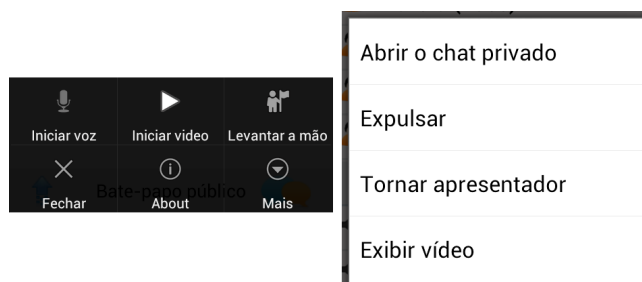 Iniciar voz
Iniciar video
Levantar a mão
Bate-papo público
Fechar
About
Mais
Abrir o chat privado
Expulsar
Tornar apresentador
Exibir vídeo